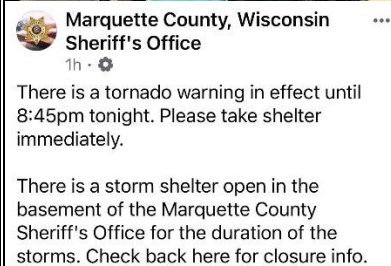 Marquette County, Wisconsin
Sheriff's Office
1h ·
There is a tornado warning in effect until
8:45pm tonight. Please take shelter
immediately.
There is a storm shelter open in the
basement of the Marquette County
Sheriff's Office for the duration of the
storms. Check back here for closure info.